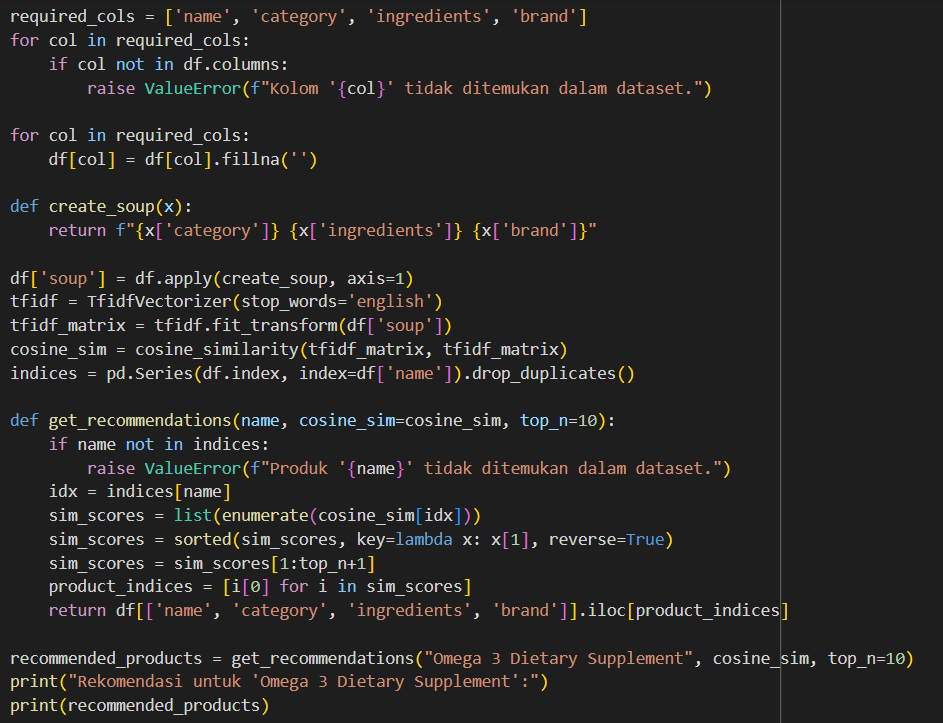 required_cols = ['name', 'category', 'ingredients', 'brand']
for col in required_cols:
    if col not in df.columns:
        raise ValueError(f"Kolom '{col}' tidak ditemukan dalam dataset.")

for col in required_cols:
    df[col] = df[col].fillna('')

def create_soup(x):
    return f"{x['category']} {x['ingredients']} {x['brand']}"

df['soup'] = df.apply(create_soup, axis=1)
tfidf = TfidfVectorizer(stop_words='english')
tfidf_matrix = tfidf.fit_transform(df['soup'])
cosine_sim = cosine_similarity(tfidf_matrix, tfidf_matrix)
indices = pd.Series(df.index, index=df['name']).drop_duplicates()

def get_recommendations(name, cosine_sim=cosine_sim, top_n=10):
    if name not in indices:
        raise ValueError(f"Produk '{name}' tidak ditemukan dalam dataset.")
    idx = indices[name]
    sim_scores = list(enumerate(cosine_sim[idx]))
    sim_scores = sorted(sim_scores, key=lambda x: x[1], reverse=True)
    sim_scores = sim_scores[1:top_n+1]
    product_indices = [i[0] for i in sim_scores]
    return df[['name', 'category', 'ingredients', 'brand']].iloc[product_indices]

recommended_products = get_recommendations("Omega 3 Dietary Supplement", cosine_sim, top_n=10)
print("Rekomendasi untuk 'Omega 3 Dietary Supplement':")
print(recommended_products)